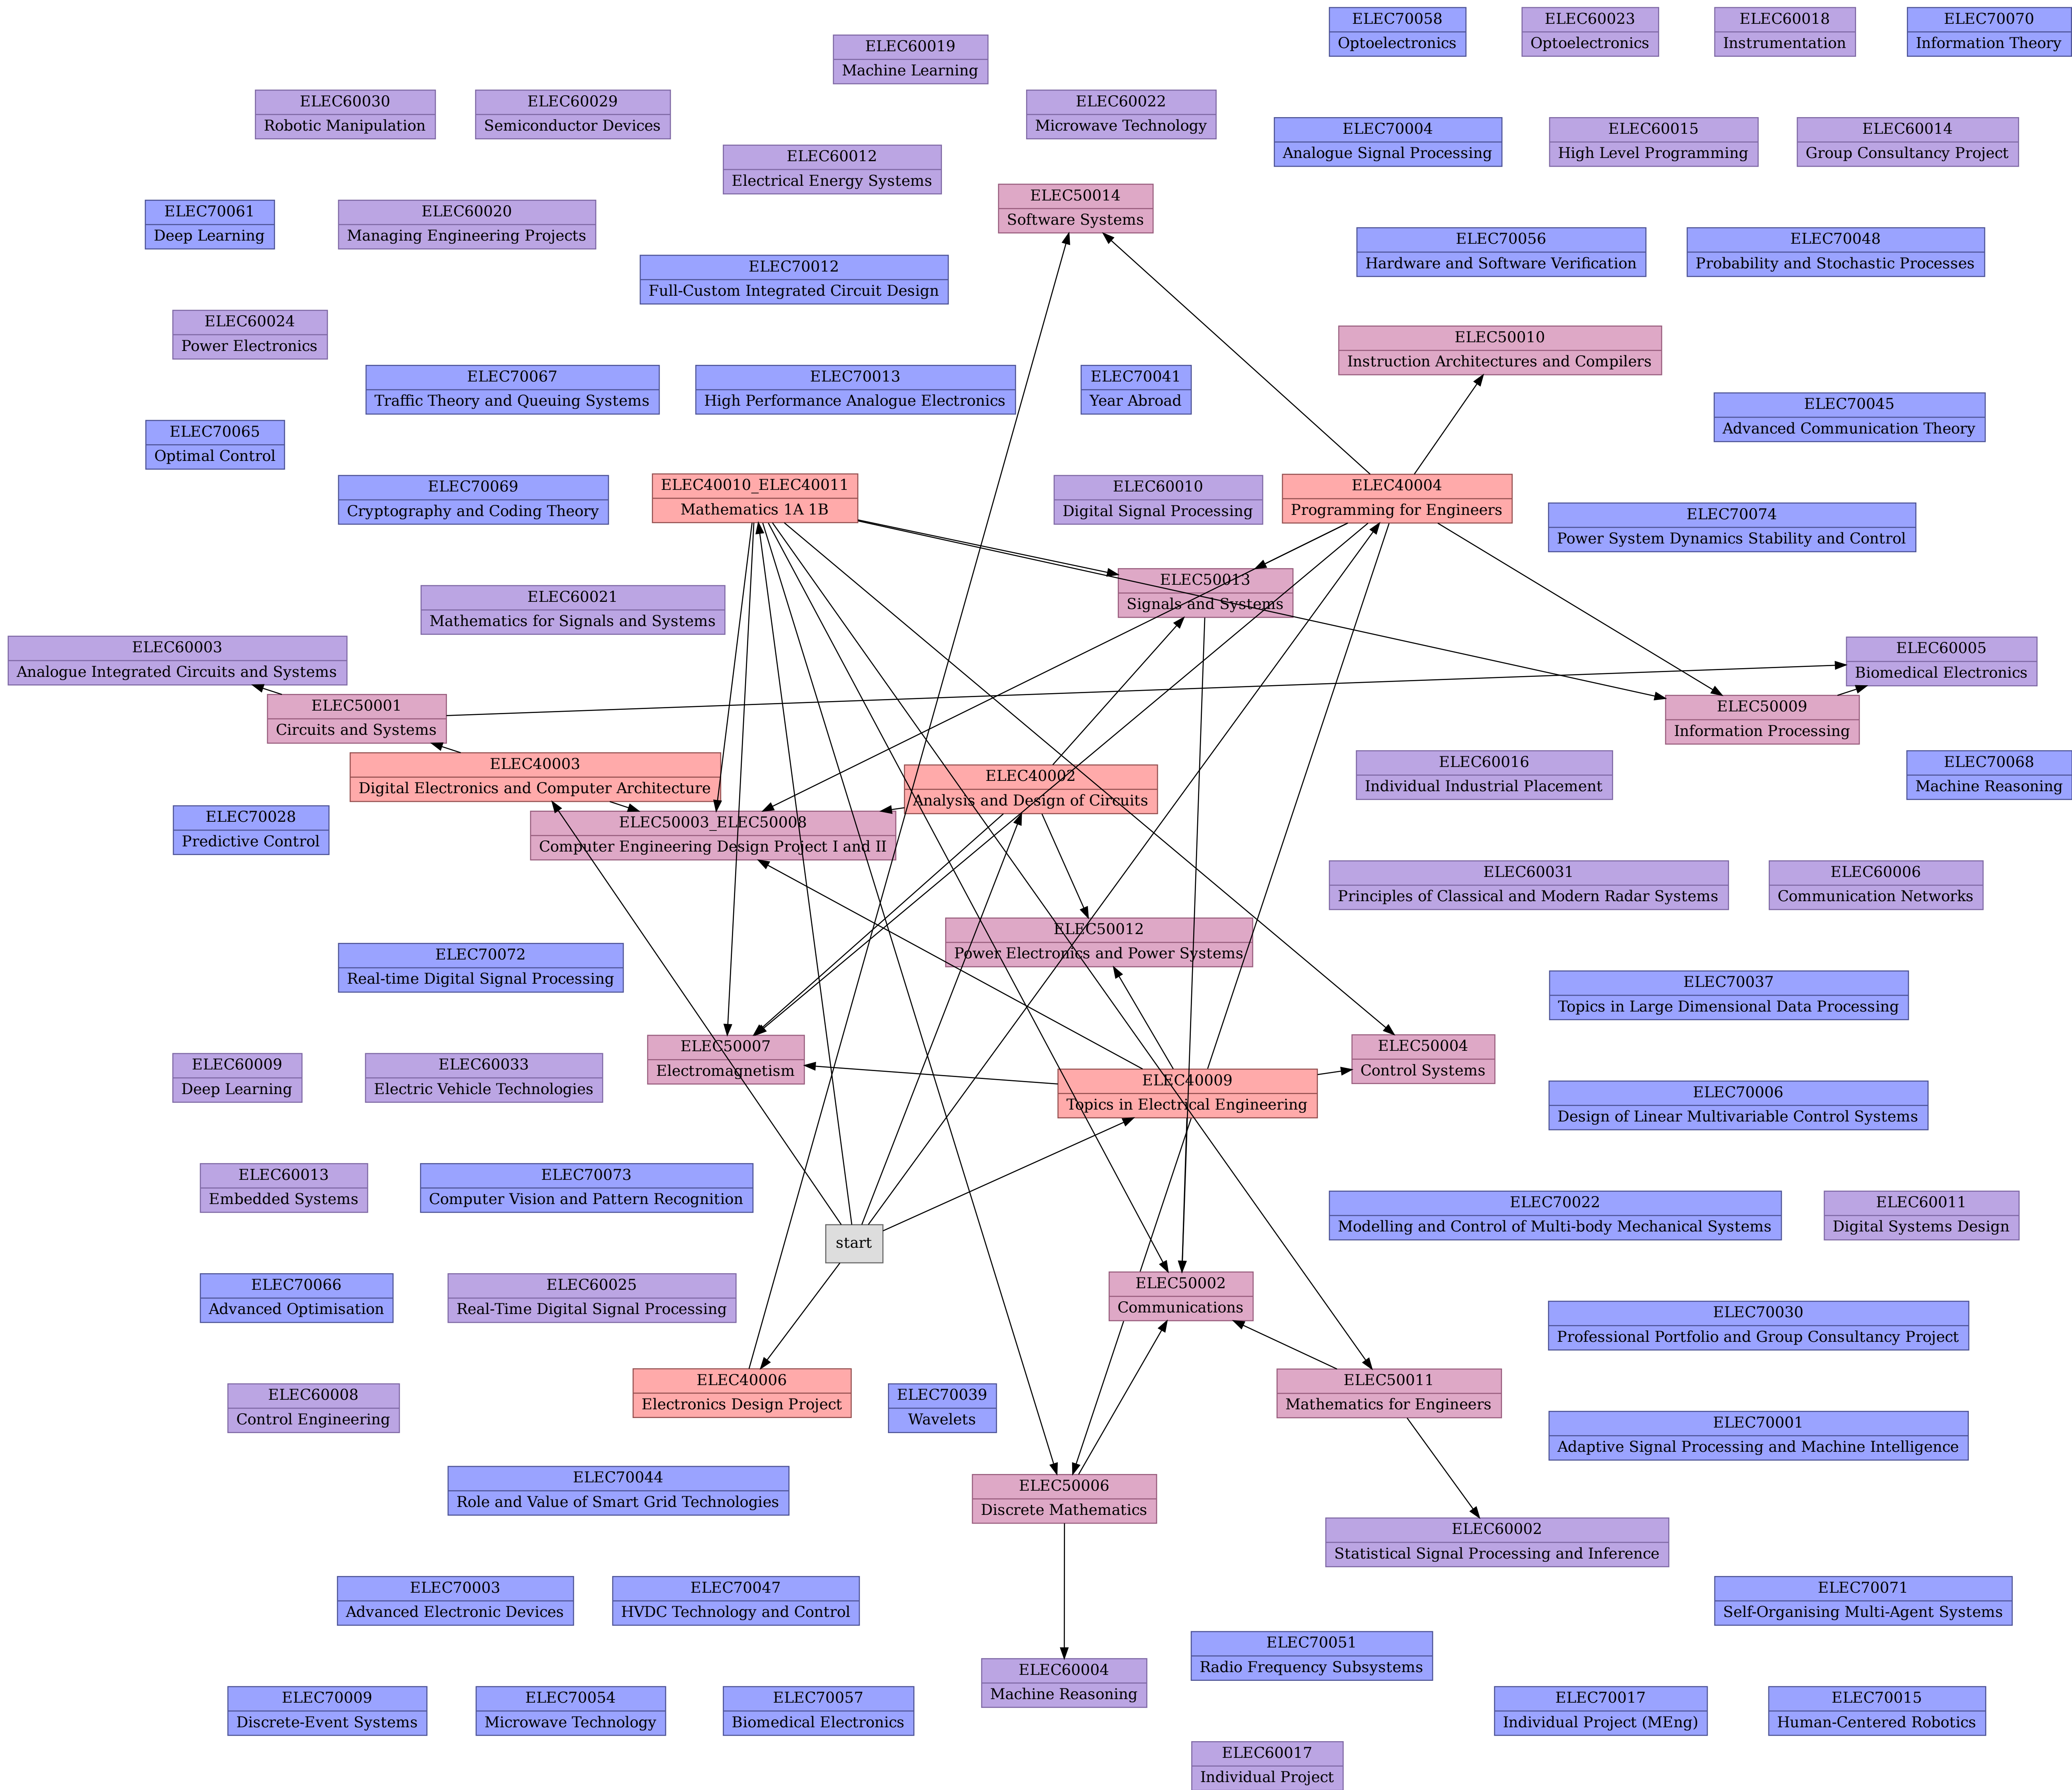 ELEC70058
Optoelectronics
ELEC60023
Optoelectronics
ELEC60018
Instrumentation
ELEC70070
Information Theory
ELEC60019
Machine Learning
ELEC60030
Robotic Manipulation
ELEC60029
Semiconductor Devices
ELEC60022
Microwave Technology
ELEC70004
Analogue Signal Processing
ELEC60015
High Level Programming
ELEC60014
Group Consultancy Project
ELEC60012
Electrical Energy Systems
ELEC50014
Software Systems
ELEC70061
Deep Learning
ELEC60020
Managing Engineering Projects
ELEC70056
Hardware and Software Verification
ELEC70048
Probability and Stochastic Processes
ELEC70012
Full-Custom Integrated Circuit Design
ELEC60024
Power Electronics
ELEC50010
Instruction Architectures and Compilers
ELEC70067
Traffic Theory and Queuing Systems
ELEC70013
High Performance Analogue Electronics
ELEC70041
Year Abroad
ELEC70045
Advanced Communication Theory
ELEC70065
Optimal Control
ELEC70069
Cryptography and Coding Theory
ELEC40010_ELEC40011
Mathematics 1A 1B
ELEC60010
Digital Signal Processing
ELEC40004
Programming for Engineers
ELEC70074
Power System Dynamics Stability and Control
ELEC50013
Signals and Systems
ELEC60021
Mathematics for Signals and Systems
ELEC60003
Analogue Integrated Circuits and Systems
ELEC60005
Biomedical Electronics
ELEC50001
Circuits and Systems
ELEC50009
Information Processing
ELEC40003
Digital Electronics and Computer Architecture
ELEC40002
Analysis and Design of Circuits
ELEC60016
Individual Industrial Placement
ELEC70068
Machine Reasoning
ELEC70028
Predictive Control
ELEC50003_ELEC50008
Computer Engineering Design Project I and II
ELEC60031
Principles of Classical and Modern Radar Systems
ELEC60006
Communication Networks
ELEC50012
Power Electronics and Power Systems
ELEC70072
Real-time Digital Signal Processing
ELEC70037
Topics in Large Dimensional Data Processing
ELEC50007
Electromagnetism
ELEC50004
Control Systems
ELEC60009
Deep Learning
ELEC60033
Electric Vehicle Technologies
ELEC40009
Topics in Electrical Engineering
ELEC70006
Design of Linear Multivariable Control Systems
ELEC60013
Embedded Systems
ELEC70073
Computer Vision and Pattern Recognition
ELEC70022
Modelling and Control of Multi-body Mechanical Systems
ELEC60011
Digital Systems Design
start
ELEC70066
Advanced Optimisation
ELEC60025
Real-Time Digital Signal Processing
ELEC50002
Communications
ELEC70030
Professional Portfolio and Group Consultancy Project
ELEC60008
Control Engineering
ELEC40006
Electronics Design Project
ELEC70039
Wavelets
ELEC50011
Mathematics for Engineers
ELEC70001
Adaptive Signal Processing and Machine Intelligence
ELEC70044
Role and Value of Smart Grid Technologies
ELEC50006
Discrete Mathematics
ELEC60002
Statistical Signal Processing and Inference
ELEC70003
Advanced Electronic Devices
ELEC70047
HVDC Technology and Control
ELEC70071
Self-Organising Multi-Agent Systems
ELEC70051
Radio Frequency Subsystems
ELEC60004
Machine Reasoning
ELEC70009
Discrete-Event Systems
ELEC70054
Microwave Technology
ELEC70057
Biomedical Electronics
ELEC70017
Individual Project (MEng)
ELEC70015
Human-Centered Robotics
ELEC60017
Individual Project